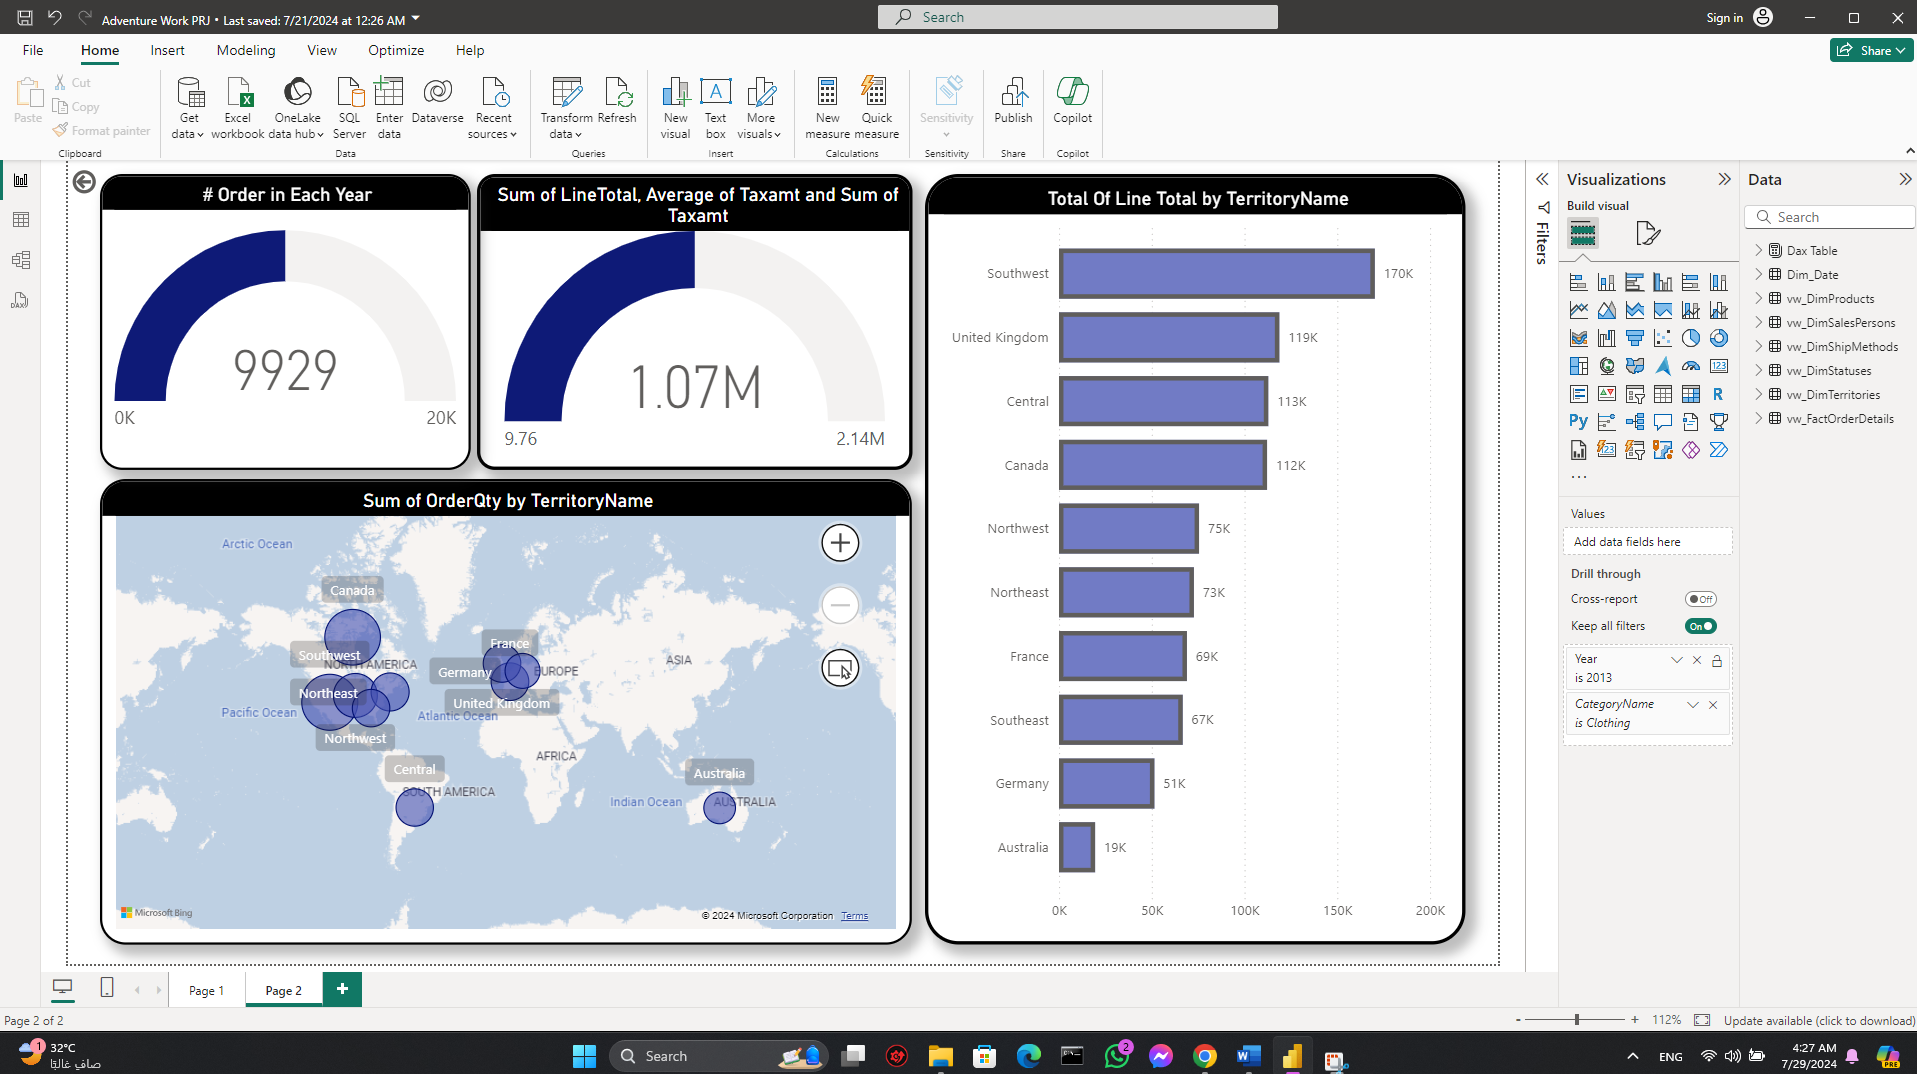 Adventure Work PRJ • Last saved: 7/21/2024 at 12:26 AM
Search
Sign in
File
Home
Insert
Modeling
View
Optimize
Help
Share
Paste
Cut
Copy
Format painter
Clipboard
Get data
Excel workbook
OneLake data hub
SQL Server
Enter data
Dataverse
Recent sources
Data
Transform data
Refresh
Queries
New visual
Text box
More visuals
Insert
New measure
Quick measure
Calculations
Sensitivity
Sensitivity
Publish
Share
Copilot
Copilot
# Order in Each Year
9929
0K
20K
Sum of LineTotal, Average of Taxamt and Sum of
Taxamt
1.07M
9.76
2.14M
Sum of OrderQty by TerritoryName
Arctic Ocean
Canada
Southwest
NORTH AMERICA
Northeast
Pacific Ocean
Northwest
France
Germany
EUROPE
United Kingdom
Atlantic Ocean
ASIA
AFRICA
Central
SOUTH AMERICA
Indian Ocean
Australia
AUSTRALIA
Microsoft Bing
© 2024 Microsoft Corporation Terms
Total Of Line Total by TerritoryName
Southwest 170K
United Kingdom 119K
Central 113K
Canada 112K
Northwest 75K
Northeast 73K
France 69K
Southeast 67K
Germany 51K
Australia 19K
0K 50K 100K 150K 200K
Filters
Visualizations
Build visual
123
R
Py
Values
Add data fields here
Drill through
Cross-report
Off
Keep all filters
On
Year
is 2013
CategoryName
is Clothing
Data
Search
Dax Table
Dim_Date
vw_DimProducts
vw_DimSalesPersons
vw_DimShipMethods
vw_DimStatuses
vw_DimTerritories
vw_FactOrderDetails
Page 1
Page 2
Page 2 of 2
112%
Update available (click to download)
1
32°C
صافٍ غالبًا
Search
2
ENG
4:27 AM
7/29/2024
PRE